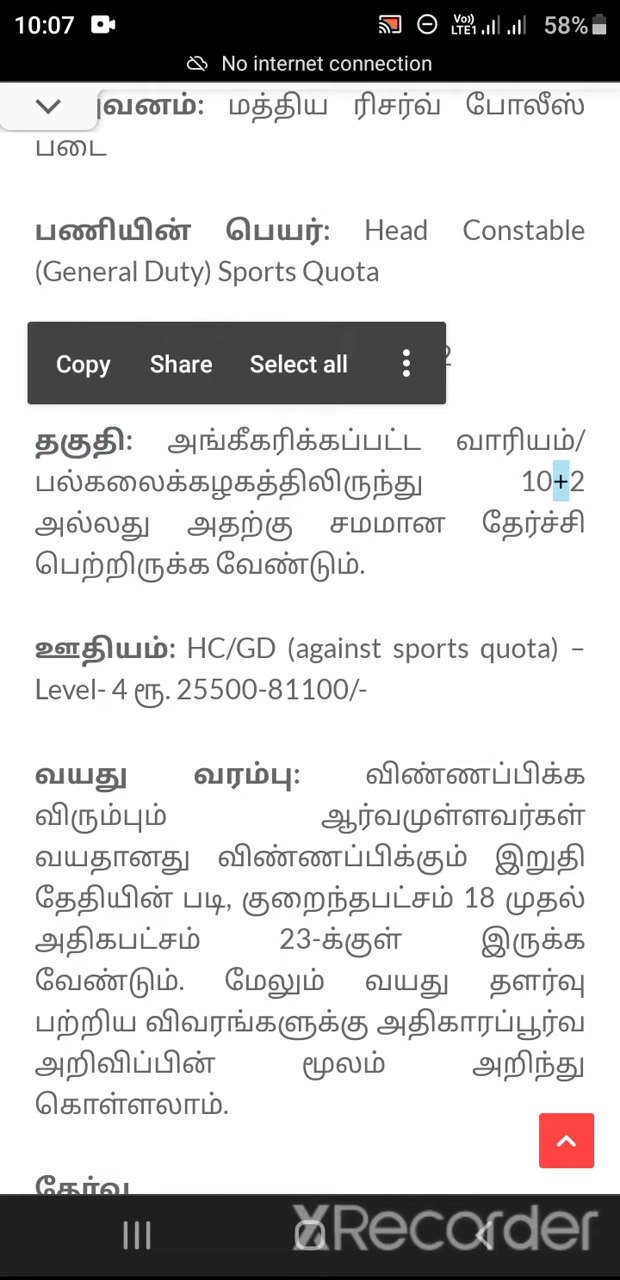 10:07 Vo)) LTE1 58%
No internet connection
வனம்: மத்திய ரிசர்வ் போலீஸ்
படை
பணியின் பெயர்: Head Constable
(General Duty) Sports Quota
2
Copy Share Select all
தகுதி: அங்கீகரிக்கப்பட்ட வாரியம்/
பல்கலைக்கழகத்திலிருந்து 10+2
அல்லது அதற்கு சமமான தேர்ச்சி
பெற்றிருக்க வேண்டும்.
ஊதியம்: HC/GD (against sports quota) –
Level- 4 ரூ. 25500-81100/-
வயது வரம்பு: விண்ணப்பிக்க
விரும்பும் ஆர்வமுள்ளவர்கள்
வயதானது விண்ணப்பிக்கும் இறுதி
தேதியின் படி, குறைந்தபட்சம் 18 முதல்
அதிகபட்சம் 23-க்குள் இருக்க
வேண்டும். மேலும் வயது தளர்வு
பற்றிய விவரங்களுக்கு அதிகாரப்பூர்வ
அறிவிப்பின் மூலம் அறிந்து
கொள்ளலாம்.
XRecorder